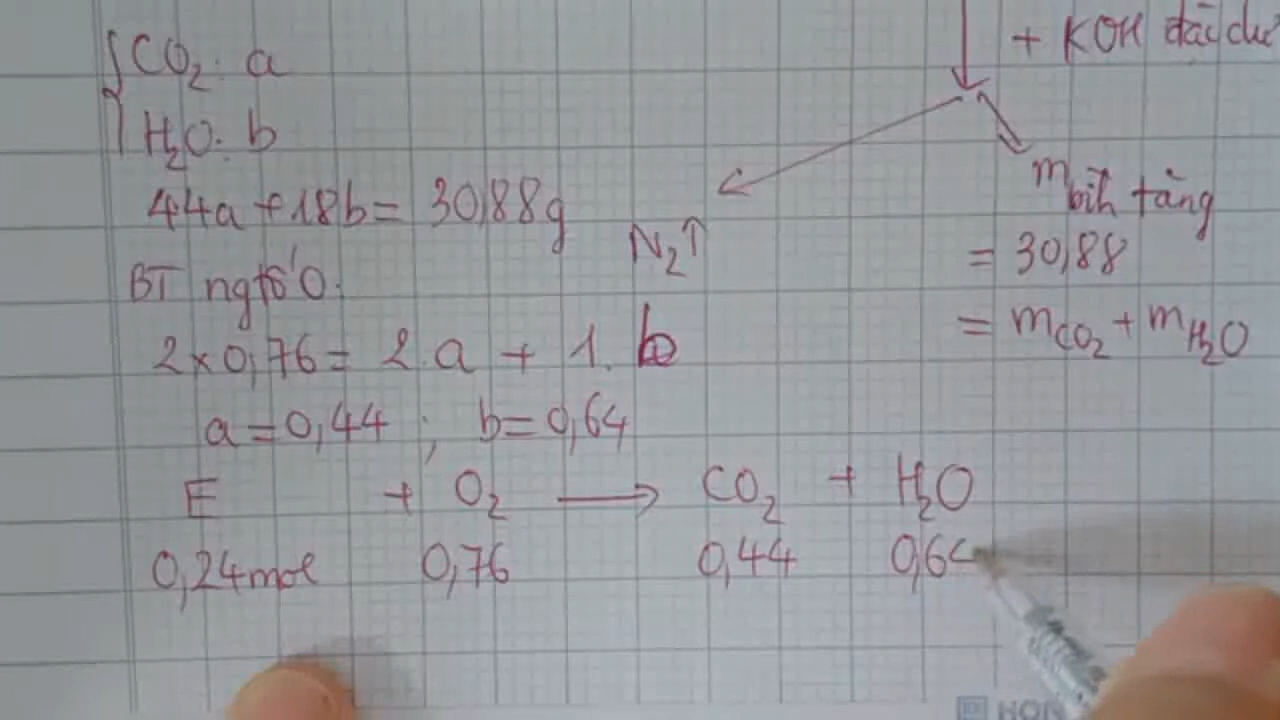 CO₂: a
H₂O: b
44a + 18b = 30,88g
BT ngtố O:
2 x 0,76 = 2.a + 1.b
a = 0,44 ; b = 0,64
E + O₂ → CO₂ + H₂O
0,24mol 0,76 0,44 0,64
+ KOH đặc dư
N₂↑
m bình tăng
= 30,88
= mCO₂ + mH₂O